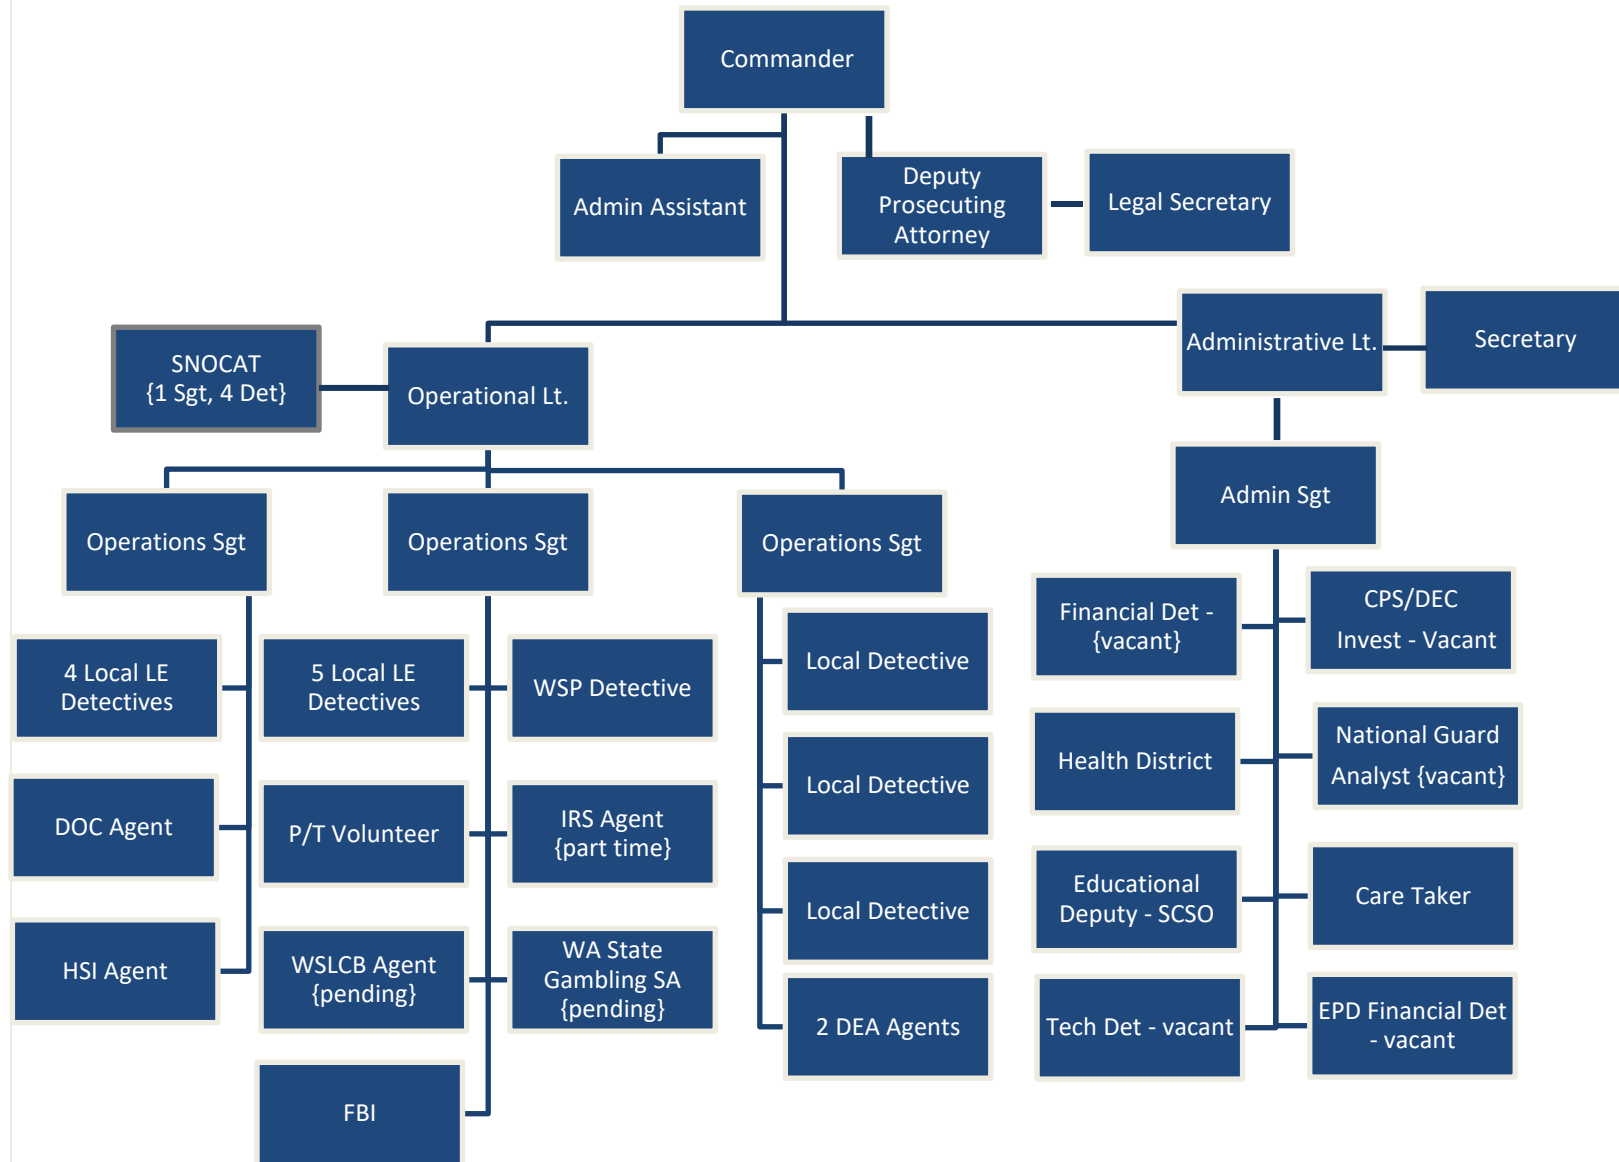 Commander
Admin Assistant
Deputy
Prosecuting
Attorney
Legal Secretary
SNOCAT
{1 Sgt, 4 Det}
Operational Lt.
Administrative Lt.
Secretary
Operations Sgt
Operations Sgt
Operations Sgt
Admin Sgt
4 Local LE
Detectives
DOC Agent
HSI Agent
5 Local LE
Detectives
WSP Detective
P/T Volunteer
IRS Agent
{part time}
WSLCB Agent
{pending}
WA State
Gambling SA
{pending}
FBI
Local Detective
Local Detective
Local Detective
2 DEA Agents
Financial Det -
{vacant}
CPS/DEC
Invest - Vacant
Health District
National Guard
Analyst {vacant}
Educational
Deputy - SCSO
Care Taker
Tech Det - vacant
EPD Financial Det
- vacant